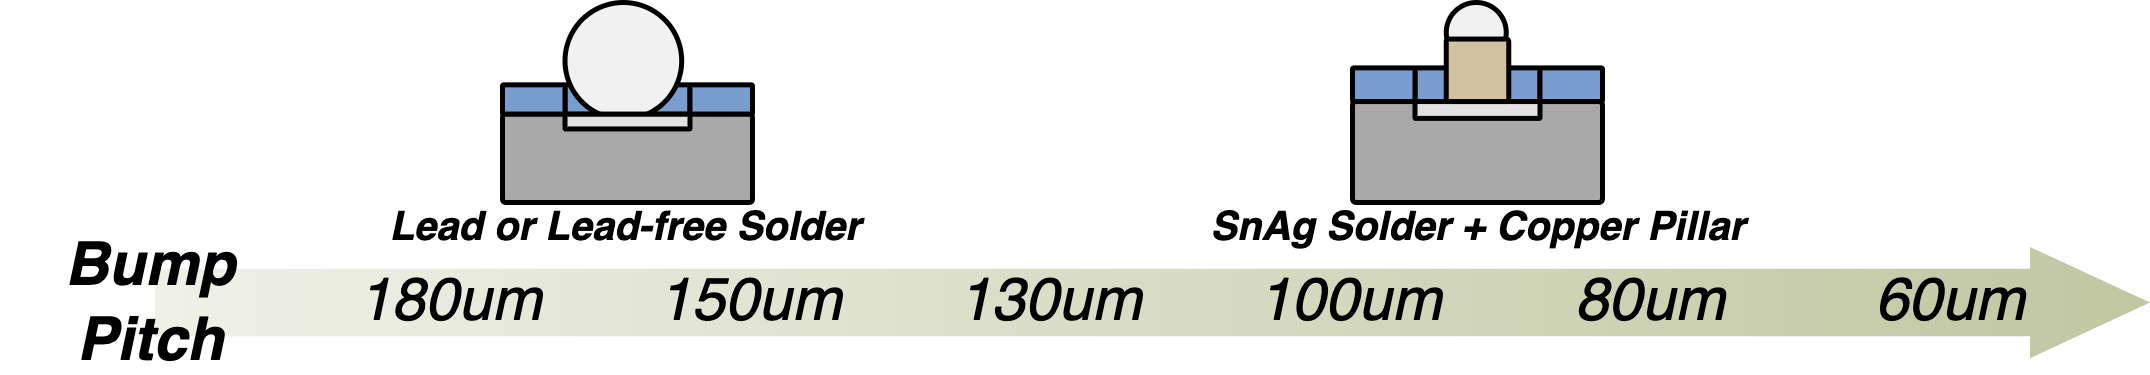 Lead or Lead-free Solder
SnAg Solder + Copper Pillar
Bump
Pitch
180um 150um 130um 100um 80um 60um